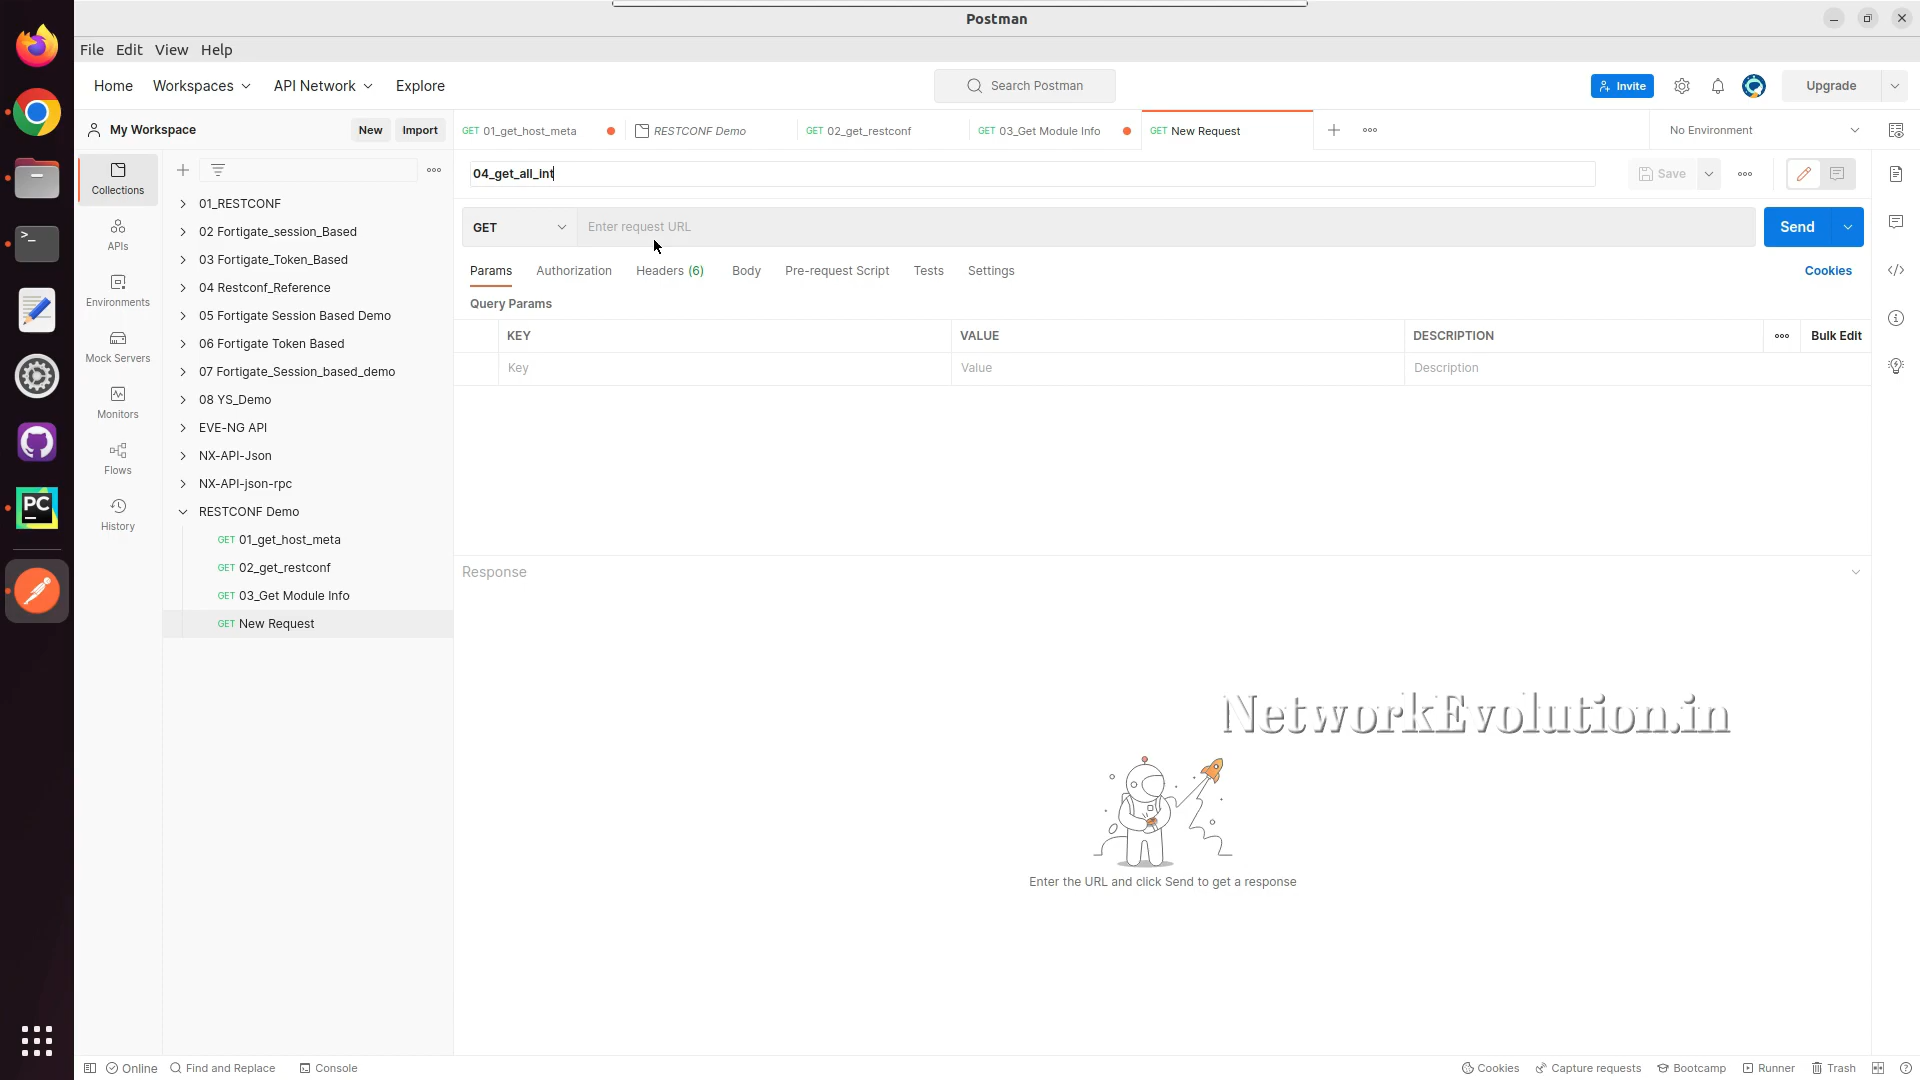 Postman
File Edit View Help
Home Workspaces API Network Explore Search Postman Invite Upgrade
My Workspace New Import GET 01_get_host_meta RESTCONF Demo GET 02_get_restconf GET 03_Get Module Info GET New Request No Environment
Collections
APIs
Environments
Mock Servers
Monitors
Flows
History
01_RESTCONF
02 Fortigate_session_Based
03 Fortigate_Token_Based
04 Restconf_Reference
05 Fortigate Session Based Demo
06 Fortigate Token Based
07 Fortigate_Session_based_demo
08 YS_Demo
EVE-NG API
NX-API-Json
NX-API-json-rpc
RESTCONF Demo
GET 01_get_host_meta
GET 02_get_restconf
GET 03_Get Module Info
GET New Request
04_get_all_int Save
GET Enter request URL Send
Params Authorization Headers (6) Body Pre-request Script Tests Settings Cookies
Query Params
KEY VALUE DESCRIPTION Bulk Edit
Key Value Description
Response
NetworkEvolution.in
Enter the URL and click Send to get a response
>_
PC
Online Find and Replace Console Cookies Capture requests Bootcamp Runner Trash